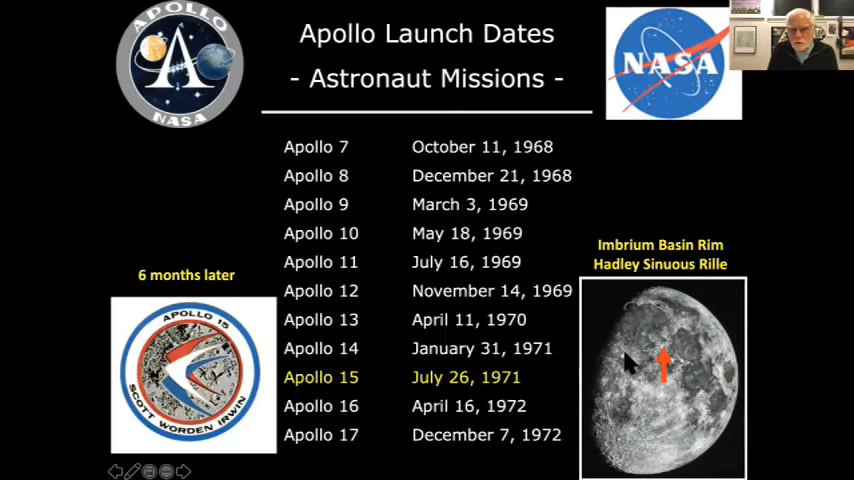 APOLLO
NASA
Apollo Launch Dates
- Astronaut Missions -
NASA
Apollo 7 October 11, 1968
Apollo 8 December 21, 1968
Apollo 9 March 3, 1969
Apollo 10 May 18, 1969
Apollo 11 July 16, 1969
Apollo 12 November 14, 1969
Apollo 13 April 11, 1970
Apollo 14 January 31, 1971
Apollo 15 July 26, 1971
Apollo 16 April 16, 1972
Apollo 17 December 7, 1972
6 months later
APOLLO 15
SCOTT WORDEN IRWIN
Imbrium Basin Rim
Hadley Sinuous Rille